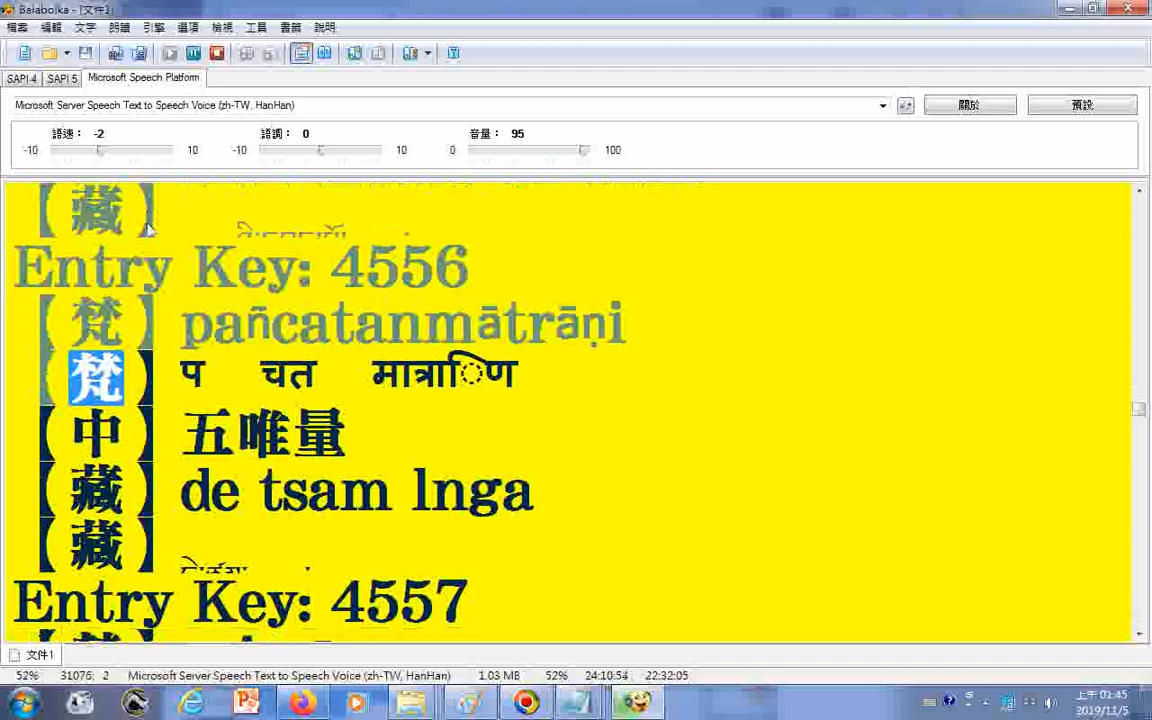 Balabolka - [文件1]
檔案 編輯 文字 朗讀 引擎 選項 檢視 工具 書籤 說明
SAPI 4 SAPI 5 Microsoft Speech Platform
Microsoft Server Speech Text to Speech Voice (zh-TW, HanHan) 關於 預設
語速： -2 語調： 0 音量： 95
-10 10 -10 10 0 100
【藏】
Entry Key: 4556
【梵】 pañcatanmātrāṇi
【梵】 प चत मात्राािण
【中】 五唯量
【藏】 de tsam lnga
【藏】
Entry Key: 4557
文件1
52% 31076: 2 Microsoft Server Speech Text to Speech Voice (zh-TW, HanHan) 1.03 MB 52% 24:10:54 22:32:05
上午 01:45
2019/11/5